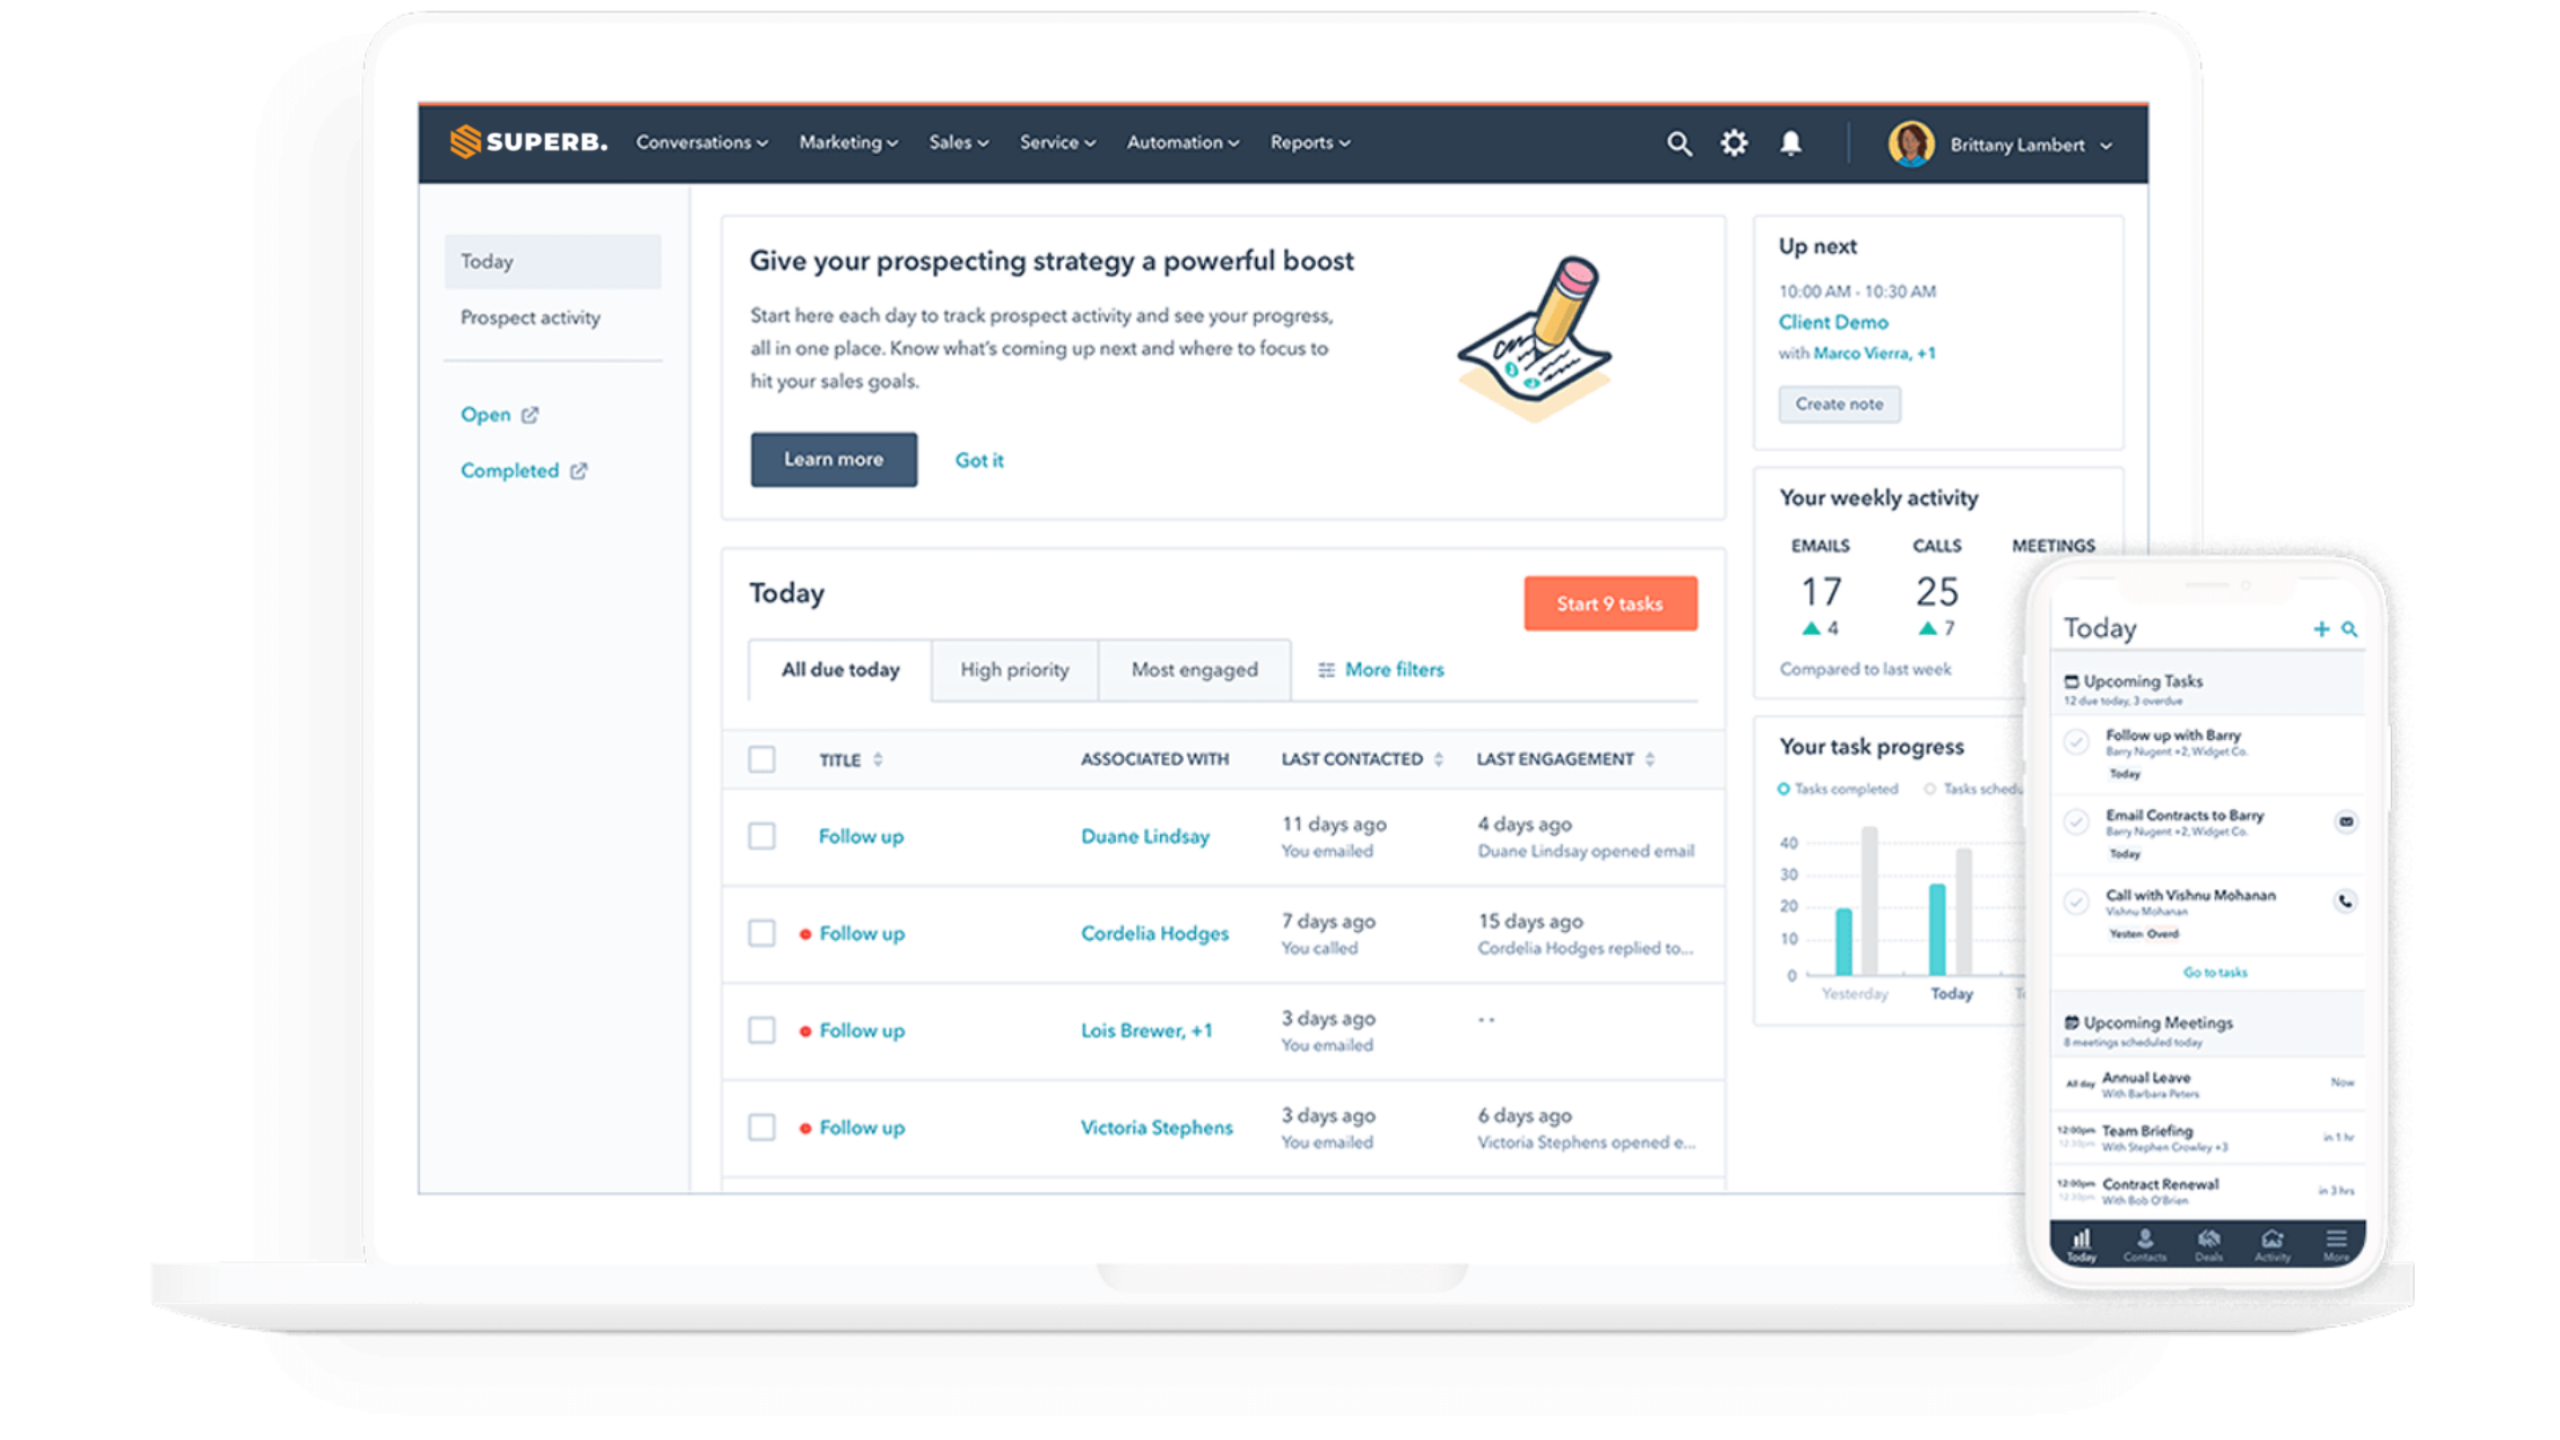 SUPERB.
Conversations Marketing Sales Service Automation Reports
Brittany Lambert
Today
Prospect activity
Open
Completed
Give your prospecting strategy a powerful boost
Start here each day to track prospect activity and see your progress,
all in one place. Know what's coming up next and where to focus to
hit your sales goals.
Learn more Got it
Up next
10:00 AM - 10:30 AM
Client Demo
with Marco Vierra, +1
Create note
Your weekly activity
EMAILS CALLS MEETINGS
17 25
4 7
Compared to last week
Today
Start 9 tasks
All due today High priority Most engaged More filters
TITLE ASSOCIATED WITH LAST CONTACTED LAST ENGAGEMENT
Follow up Duane Lindsay 11 days ago 4 days ago
You emailed Duane Lindsay opened email
Follow up Cordelia Hodges 7 days ago 15 days ago
You called Cordelia Hodges replied to...
Follow up Lois Brewer, +1 3 days ago --
You emailed
Follow up Victoria Stephens 3 days ago 6 days ago
You emailed Victoria Stephens opened e...
Your task progress
Tasks completed Tasks schedu
40
30
20
10
0
Yesterday Today
Today
Upcoming Tasks
12 due today, 3 overdue
Follow up with Barry
Barry Nugent +2, Widget Co.
Today
Email Contracts to Barry
Barry Nugent +2, Widget Co.
Today
Call with Vishnu Mohanan
Vishnu Mohanan
Yester Overd
Go to tasks
Upcoming Meetings
8 meetings scheduled today
All day Annual Leave Now
With Barbara Peters
12:00pm Team Briefing in 1 hr
12:30pm With Stephen Crowley +3
12:00pm Contract Renewal in 3 hrs
12:30pm With Bob O'Brien
Today Contacts Deals Activity More